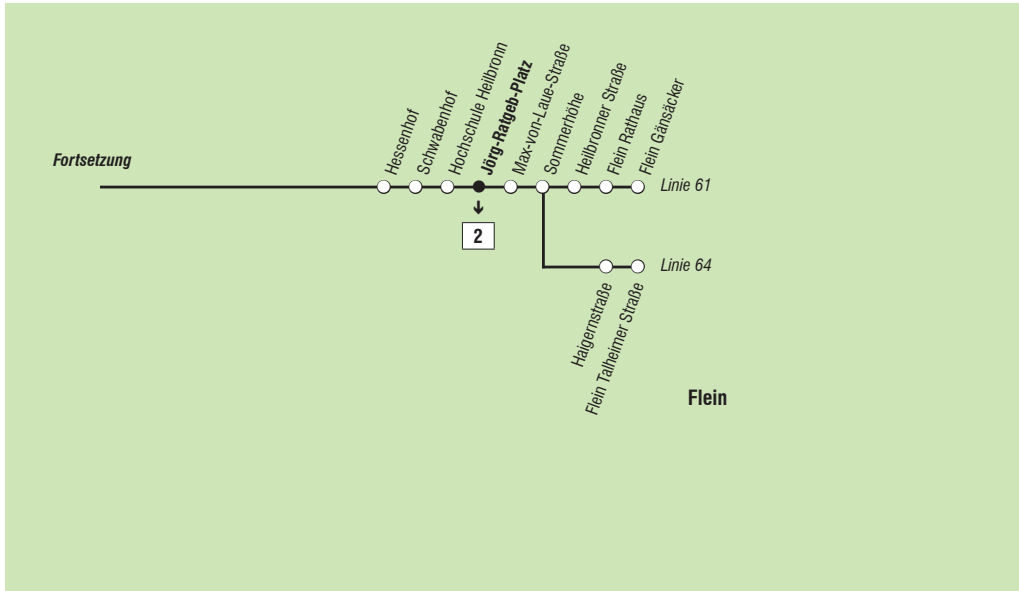 Fortsetzung
Hessenhof
Schwabenhof
Hochschule Heilbronn
Jörg-Ratgeb-Platz
Max-von-Laue-Straße
Sommerhöhe
Heilbronner Straße
Flein Rathaus
Flein Gänsäcker
Linie 61
2
Linie 64
Haigernstraße
Flein Talheimer Straße
Flein